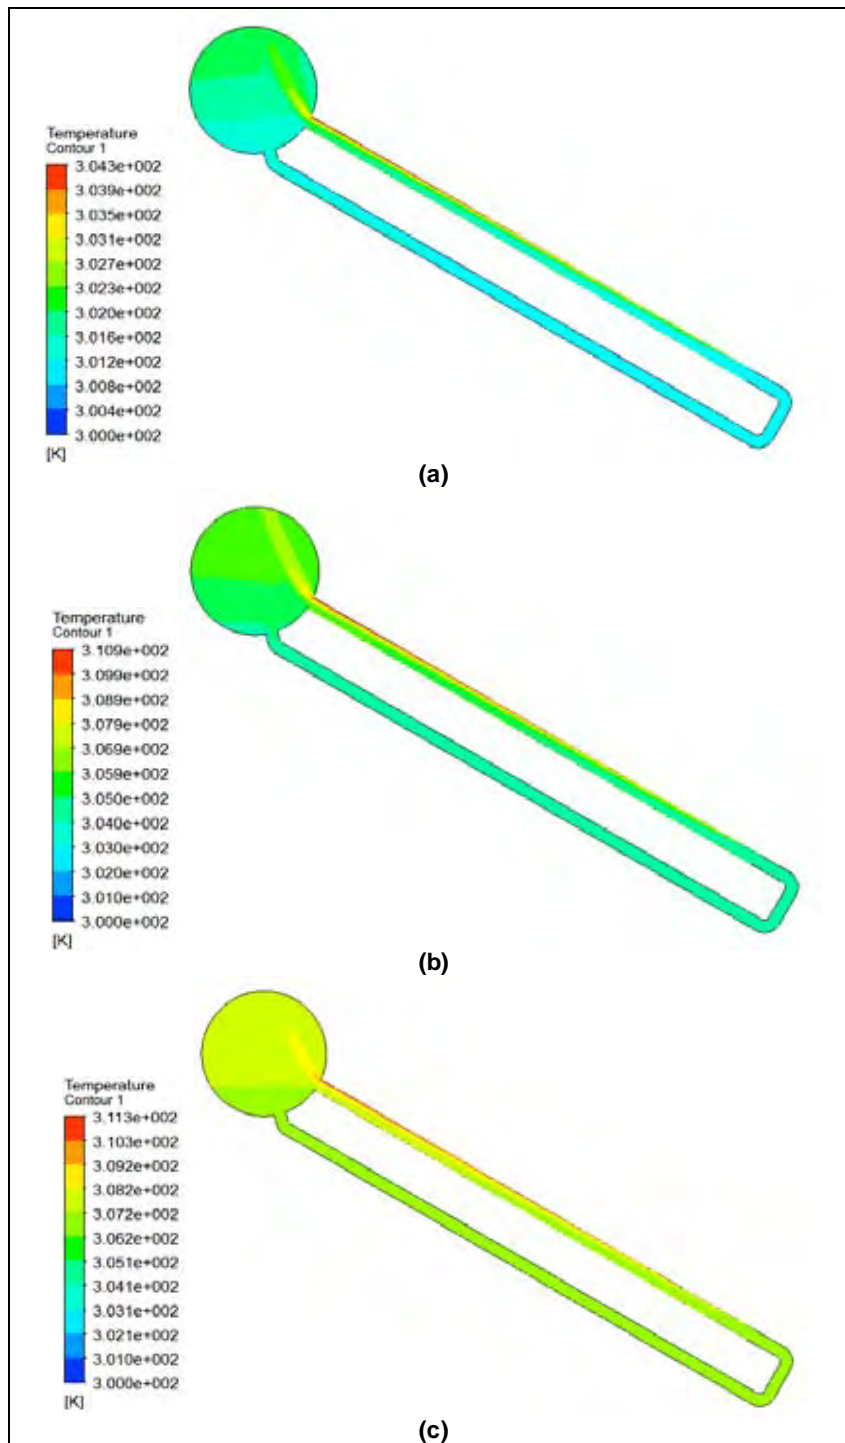 Temperature
Contour 1
3.043e+002
3.039e+002
3.035e+002
3.031e+002
3.027e+002
3.023e+002
3.020e+002
3.016e+002
3.012e+002
3.008e+002
3.004e+002
3.000e+002
[K]
(a)
Temperature
Contour 1
3.109e+002
3.099e+002
3.089e+002
3.079e+002
3.069e+002
3.059e+002
3.050e+002
3.040e+002
3.030e+002
3.020e+002
3.010e+002
3.000e+002
[K]
(b)
Temperature
Contour 1
3.113e+002
3.103e+002
3.092e+002
3.082e+002
3.072e+002
3.062e+002
3.051e+002
3.041e+002
3.031e+002
3.021e+002
3.010e+002
3.000e+002
[K]
(c)